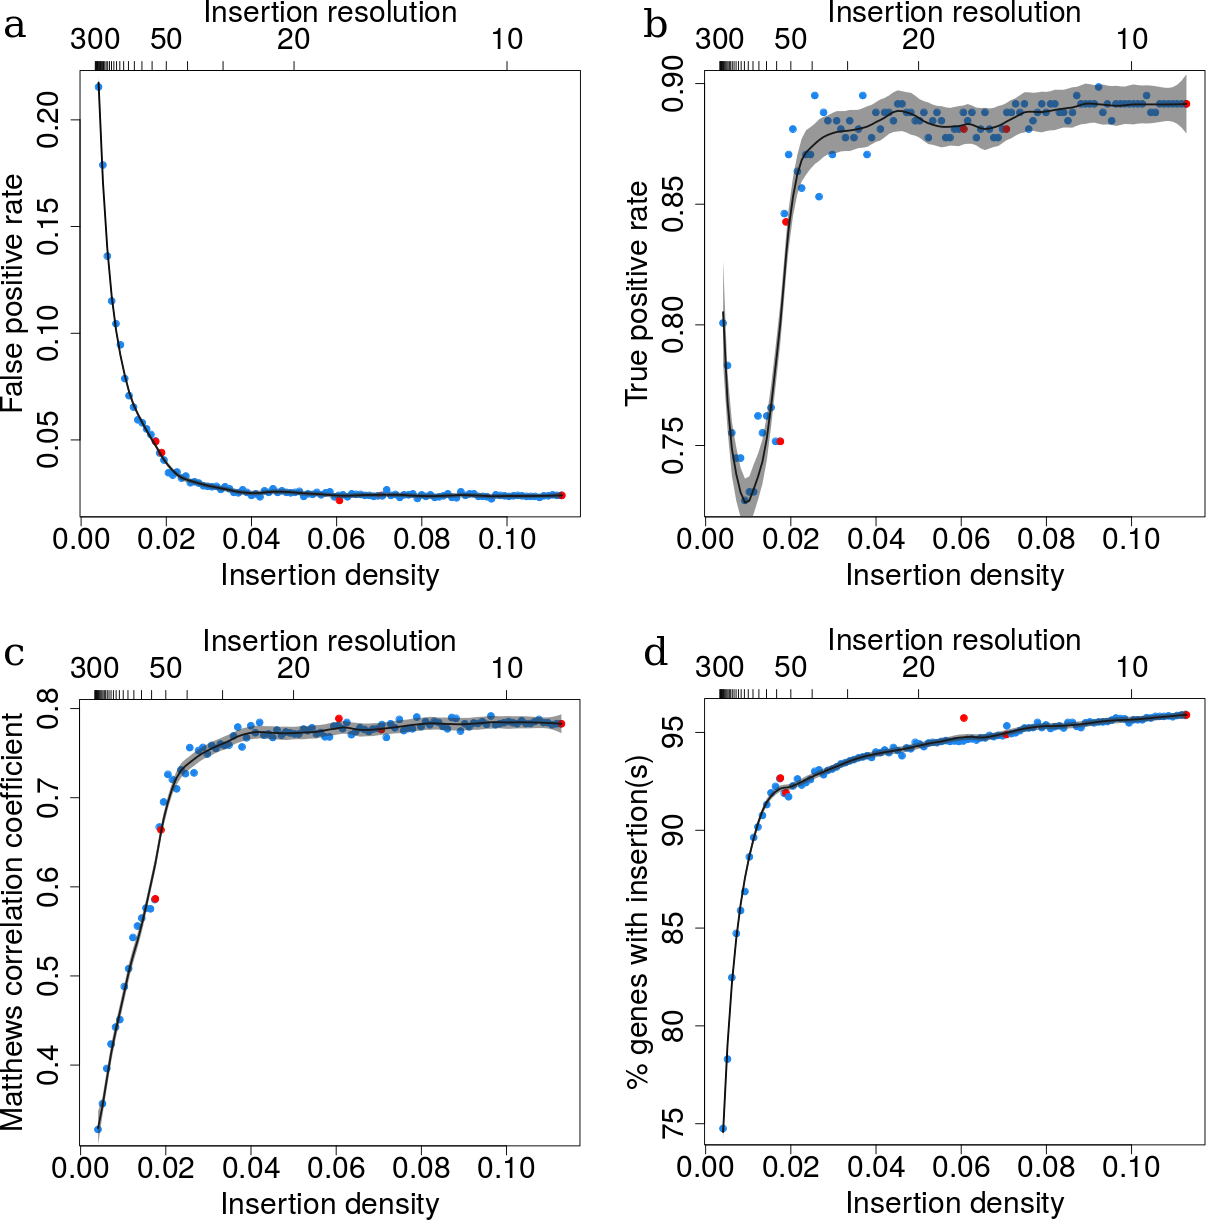 a
Insertion resolution
300 50 20 10
False positive rate
0.20
0.15
0.10
0.05
0.00 0.02 0.04 0.06 0.08 0.10
Insertion density
b
Insertion resolution
300 50 20 10
True positive rate
0.90
0.85
0.80
0.75
0.00 0.02 0.04 0.06 0.08 0.10
Insertion density
c
Insertion resolution
300 50 20 10
Matthews correlation coefficient
0.8
0.7
0.6
0.5
0.4
0.00 0.02 0.04 0.06 0.08 0.10
Insertion density
d
Insertion resolution
300 50 20 10
% genes with insertion(s)
95
90
85
80
75
0.00 0.02 0.04 0.06 0.08 0.10
Insertion density